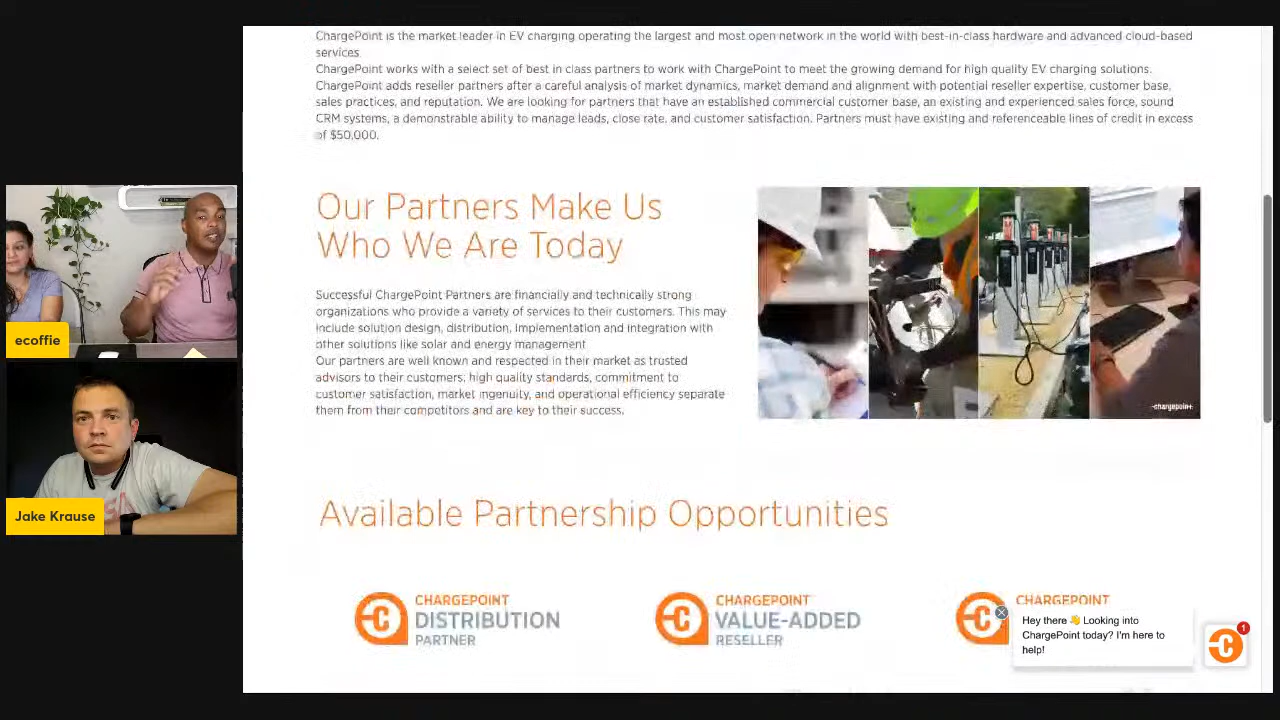 ChargePoint is the market leader in EV charging operating the largest and most open network in the world with best-in-class hardware and advanced cloud-based
services.
ChargePoint works with a select set of best in class partners to work with ChargePoint to meet the growing demand for high quality EV charging solutions.
ChargePoint adds reseller partners after a careful analysis of market dynamics, market demand and alignment with potential reseller expertise, customer base,
sales practices, and reputation. We are looking for partners that have an established commercial customer base, an existing and experienced sales force, sound
CRM systems, a demonstrable ability to manage leads, close rate, and customer satisfaction. Partners must have existing and referenceable lines of credit in excess
of $50,000.
Our Partners Make Us
Who We Are Today
Successful ChargePoint Partners are financially and technically strong
organizations who provide a variety of services to their customers. This may
include solution design, distribution, implementation and integration with
other solutions like solar and energy management
Our partners are well known and respected in their market as trusted
advisors to their customers; high quality standards, commitment to
customer satisfaction, market ingenuity, and operational efficiency separate
them from their competitors and are key to their success.
-chargepoin+
ecoffie
Jake Krause
Available Partnership Opportunities
CHARGEPOINT
DISTRIBUTION
PARTNER
CHARGEPOINT
VALUE-ADDED
RESELLER
CHARGEPOINT
Hey there 👋 Looking into
ChargePoint today? I'm here to
help!
1